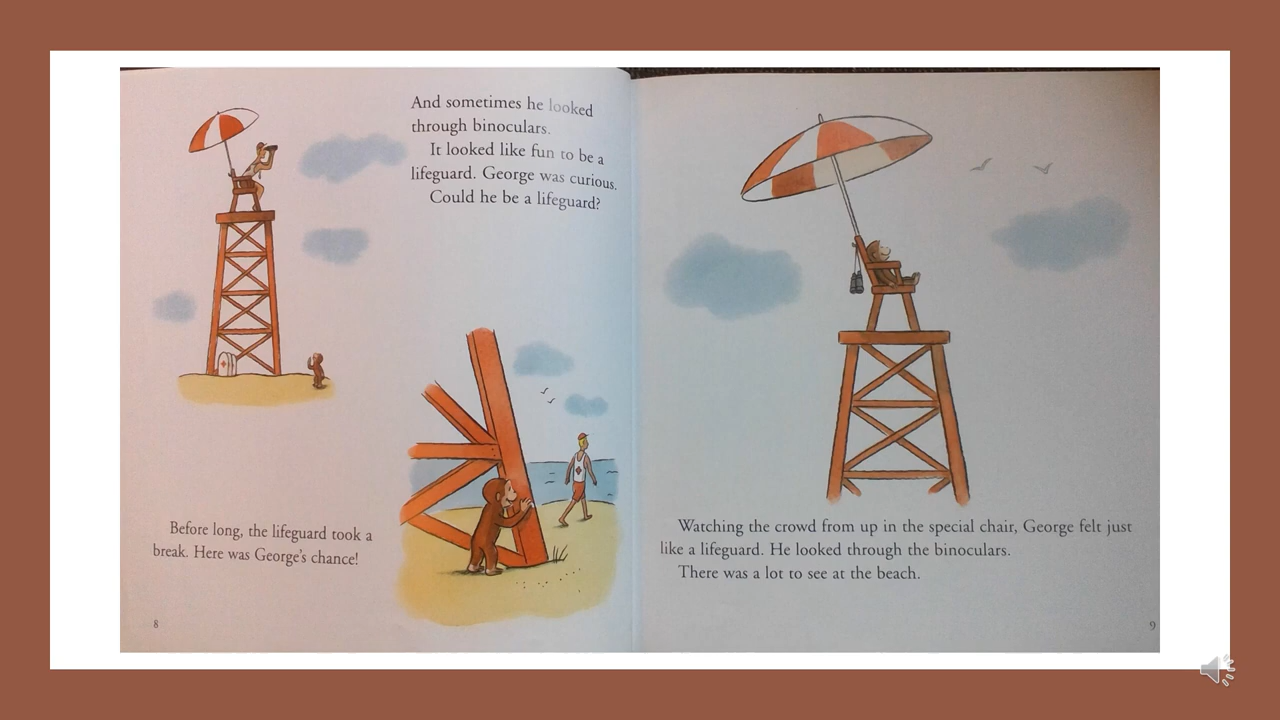 And sometimes he looked
through binoculars.
It looked like fun to be a
lifeguard. George was curious.
Could he be a lifeguard?
Before long, the lifeguard took a
break. Here was George's chance!
8
Watching the crowd from up in the special chair, George felt just
like a lifeguard. He looked through the binoculars.
There was a lot to see at the beach.
9